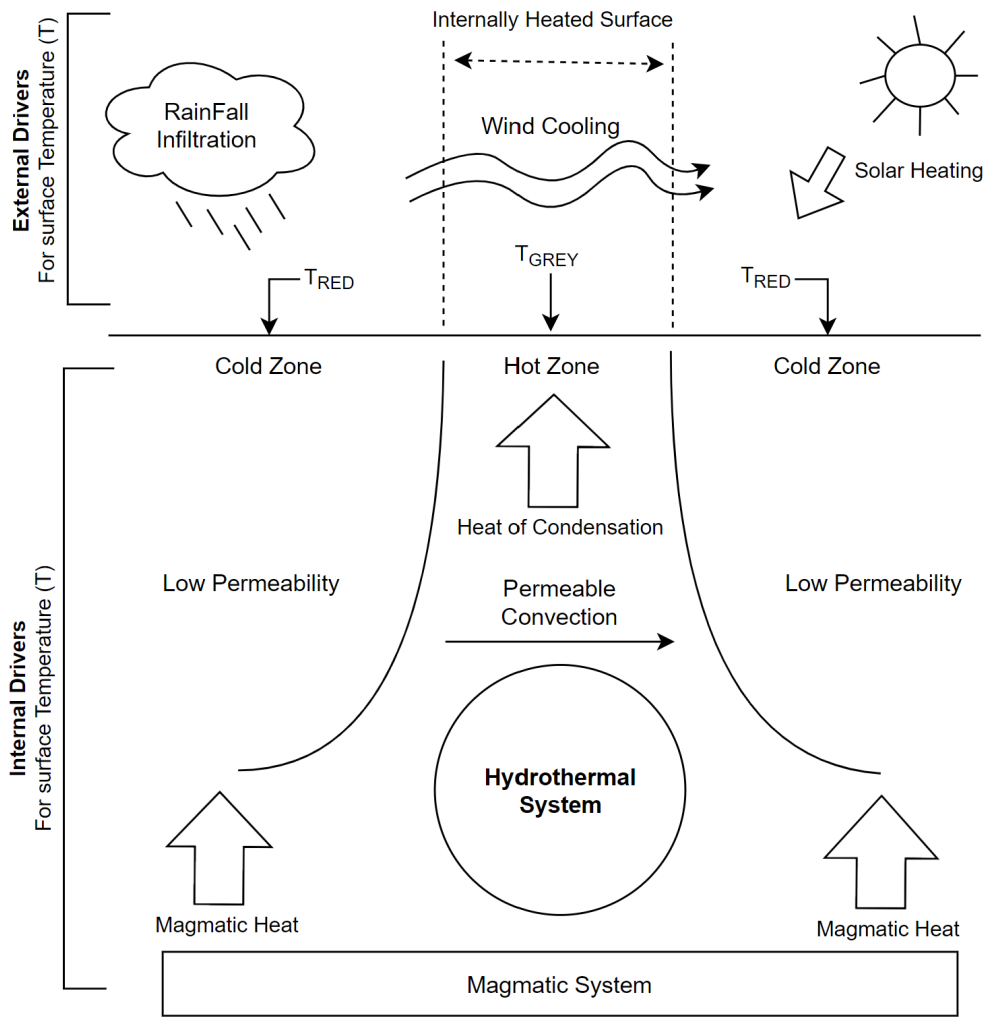 Internally Heated Surface
External Drivers
For surface Temperature (T)
RainFall
Infiltration
Wind Cooling
Solar Heating
TRED
TGREY
TRED
Cold Zone
Hot Zone
Cold Zone
Heat of Condensation
Internal Drivers
For surface Temperature (T)
Low Permeability
Permeable
Convection
Low Permeability
Hydrothermal
System
Magmatic Heat
Magmatic Heat
Magmatic System